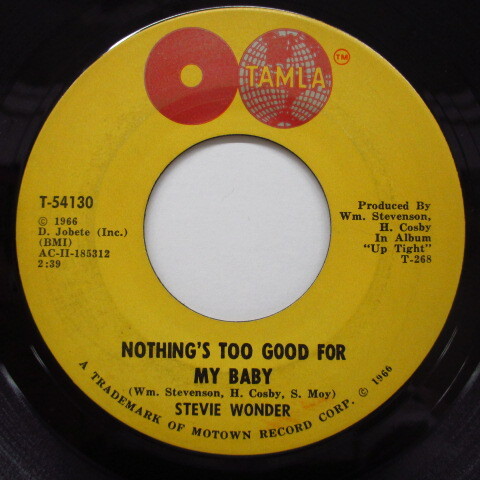 TAMLA TM
T-54130
© 1966
D. Jobete (Inc.)
(BMI)
AC-II-185312
2:39
Produced By
Wm. Stevenson,
H. Cosby
In Album
"Up Tight"
T-268
NOTHING'S TOO GOOD FOR
MY BABY
(Wm. Stevenson, H. Cosby, S. Moy)
STEVIE WONDER
A TRADEMARK OF MOTOWN RECORD CORP. © 1966